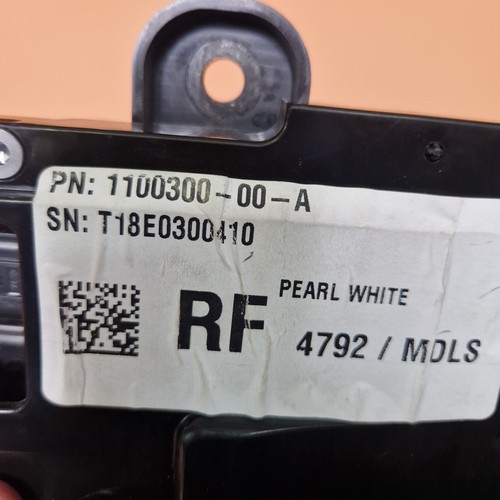 PN: 1100300-00-A
SN: T18E0300410
PEARL WHITE
RF
4792 / MDLS